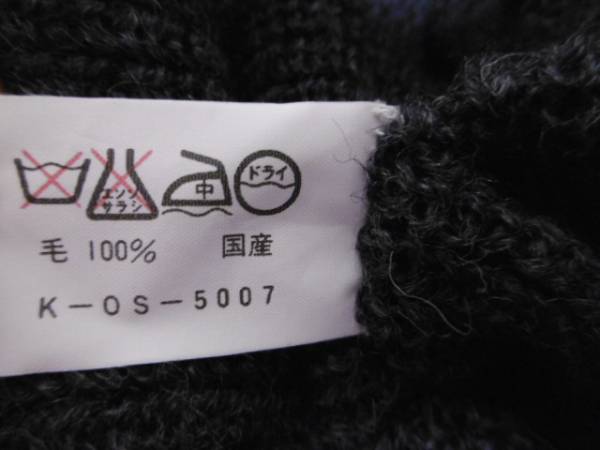 エンソ サラシ 中 ドライ
毛 100% 国産
K-OS-5007